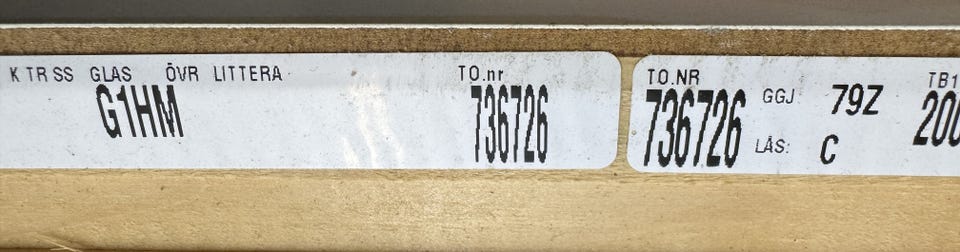 K TR SS GLAS ÖVR LITTERA
G1HM
TO.nr
736726
TO.NR
736726
GGJ 79Z
LÅS: C
TB1
200